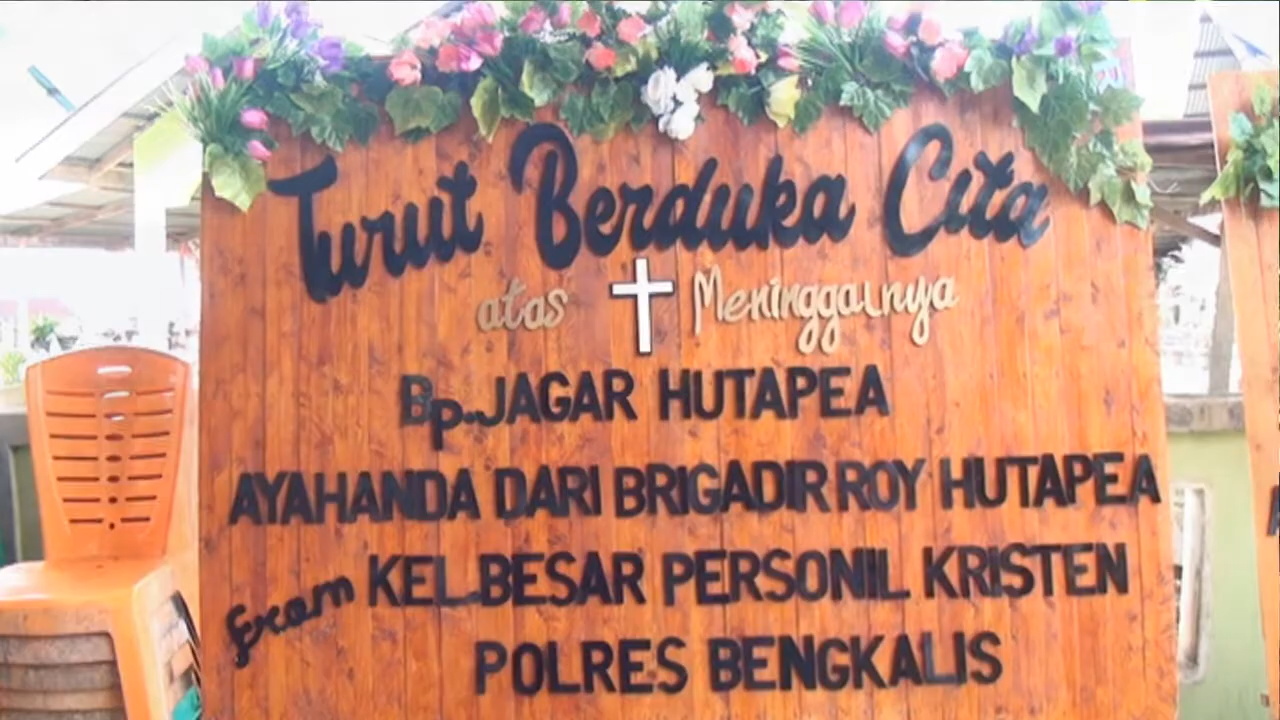 Turut Berduka Cita
atas Meninggalnya
Bp.JAGAR HUTAPEA
AYAHANDA DARI BRIGADIR ROY HUTAPEA
from KEL.BESAR PERSONIL KRISTEN
POLRES BENGKALIS